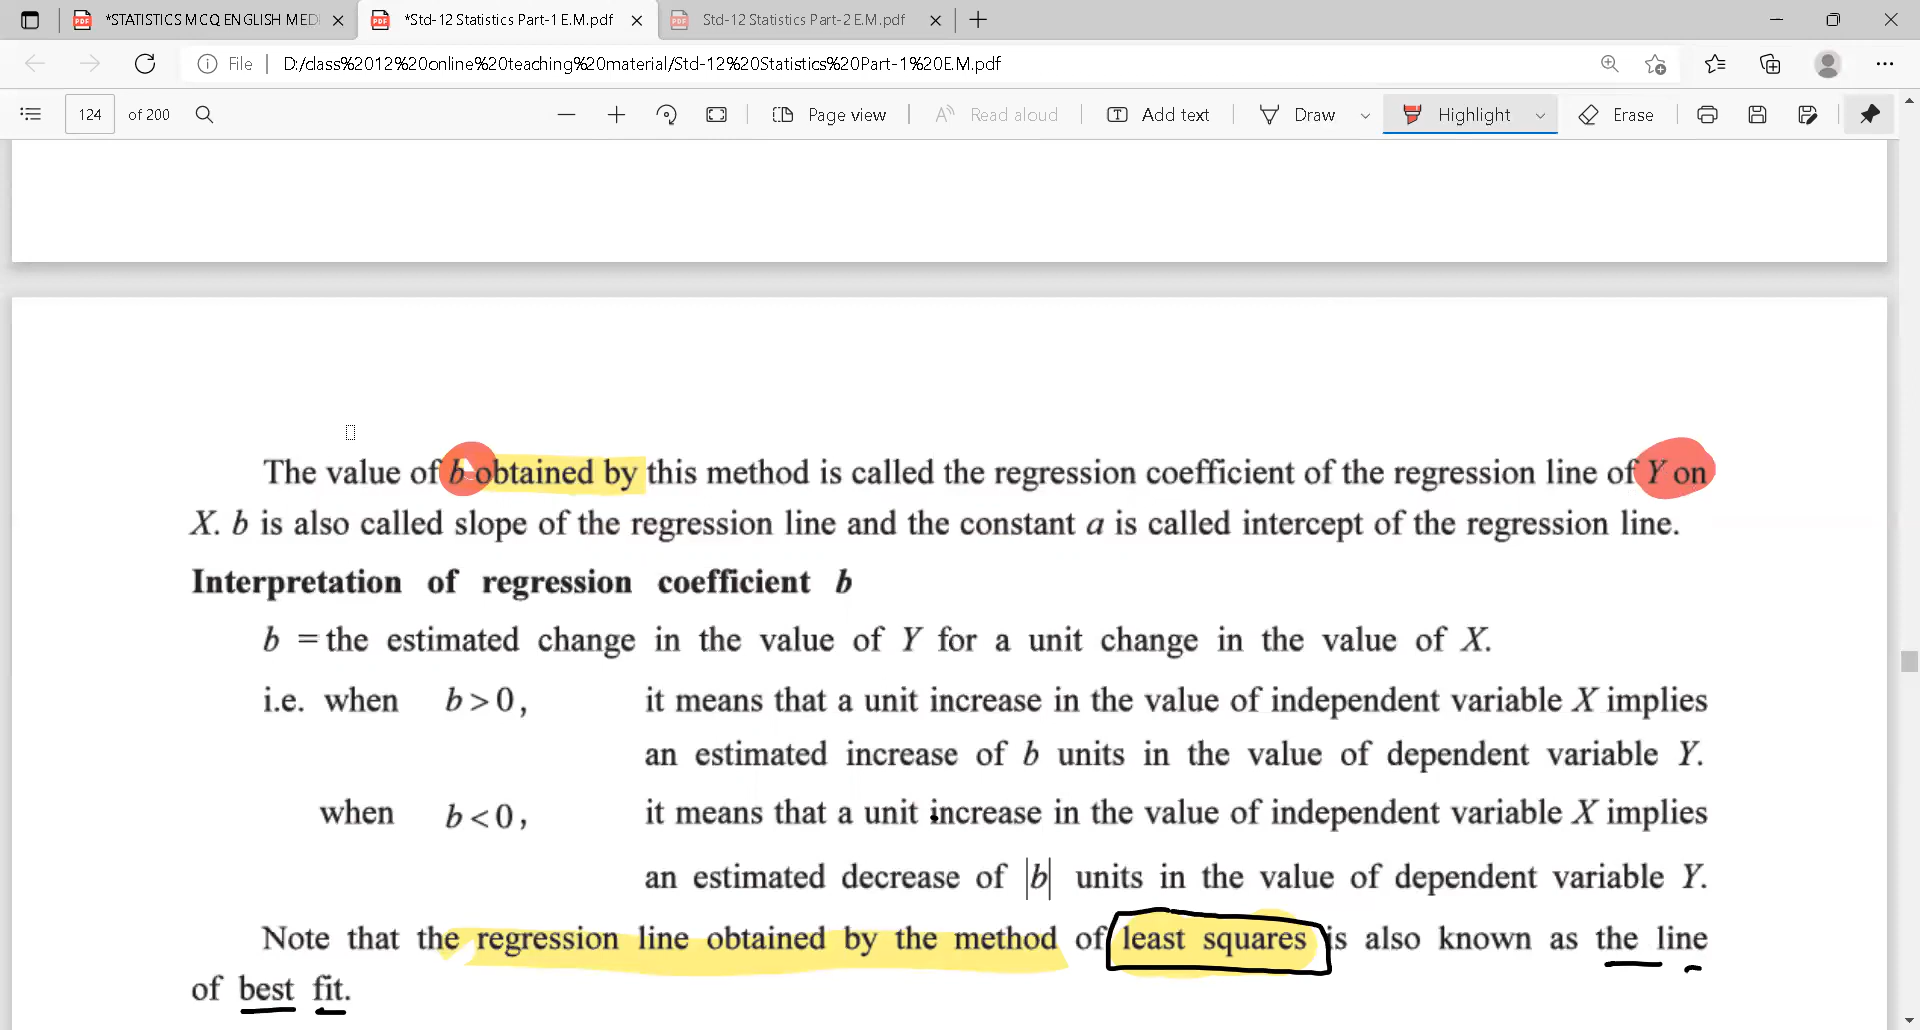 *STATISTICS MCQ ENGLISH MEDI
*Std-12 Statistics Part-1 E.M.pdf
Std-12 Statistics Part-2 E.M.pdf
File | D:/class%2012%20online%20teaching%20material/Std-12%20Statistics%20Part-1%20E.M.pdf
124 of 200 Page view Read aloud Add text Draw Highlight Erase
The value of b obtained by this method is called the regression coefficient of the regression line of Y on
X. b is also called slope of the regression line and the constant a is called intercept of the regression line.
Interpretation of regression coefficient b
b = the estimated change in the value of Y for a unit change in the value of X.
i.e. when b > 0, it means that a unit increase in the value of independent variable X implies
an estimated increase of b units in the value of dependent variable Y.
when b < 0, it means that a unit increase in the value of independent variable X implies
an estimated decrease of |b| units in the value of dependent variable Y.
Note that the regression line obtained by the method of least squares is also known as the line
of best fit.